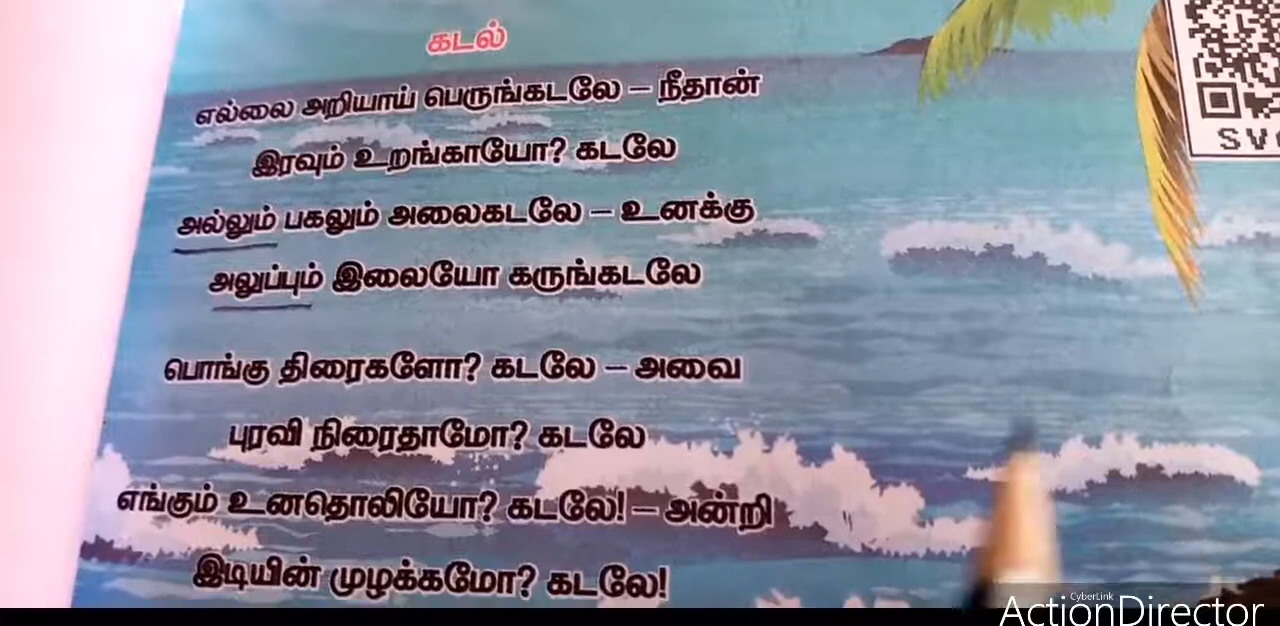 கடல்
எல்லை அறியாய் பெருங்கடலே – நீதான்
இரவும் உறங்காயோ? கடலே
அல்லும் பகலும் அலைகடலே – உனக்கு
அலுப்பும் இலையோ கருங்கடலே
பொங்கு திரைகளோ? கடலே – அவை
புரவி நிரைதாமோ? கடலே
எங்கும் உனதொலியோ? கடலே! – அன்றி
இடியின் முழக்கமோ? கடலே!
CyberLink
ActionDirector